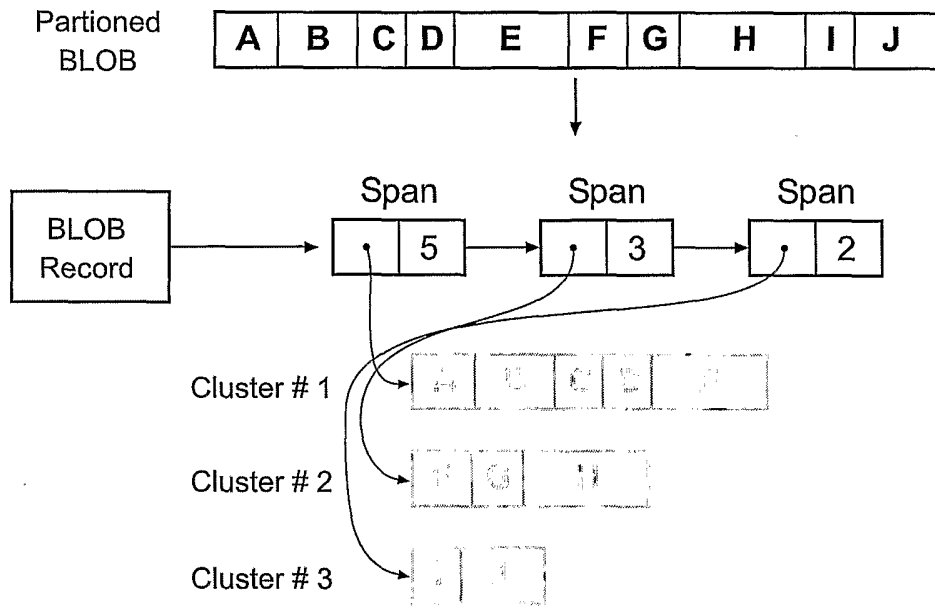 Partioned
BLOB
A B C D E F G H I J
Span Span Span
BLOB
Record
5 3 2
Cluster # 1
A C
Cluster # 2
G
Cluster # 3